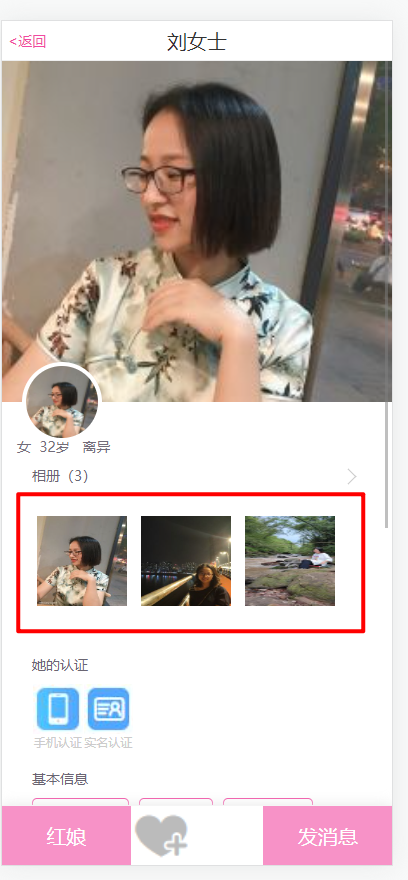 <返回 刘女士
女 32岁 离异
相册（3）
她的认证
手机认证 实名认证
基本信息
红娘 发消息